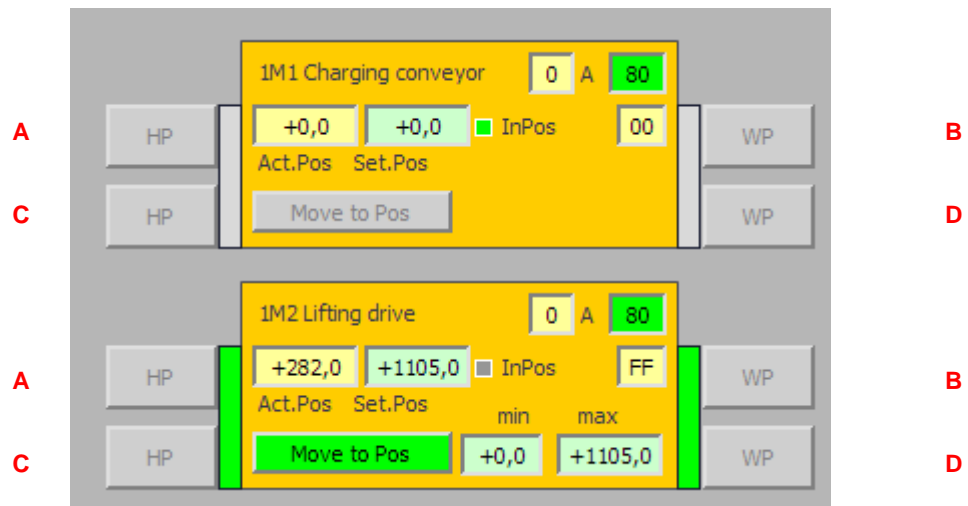 1M1 Charging conveyor 0 A 80
A HP +0,0 +0,0 InPos 00 WP B
Act.Pos Set.Pos
C HP Move to Pos WP D
1M2 Lifting drive 0 A 80
A HP +282,0 +1105,0 InPos FF WP B
Act.Pos Set.Pos min max
C HP Move to Pos +0,0 +1105,0 WP D